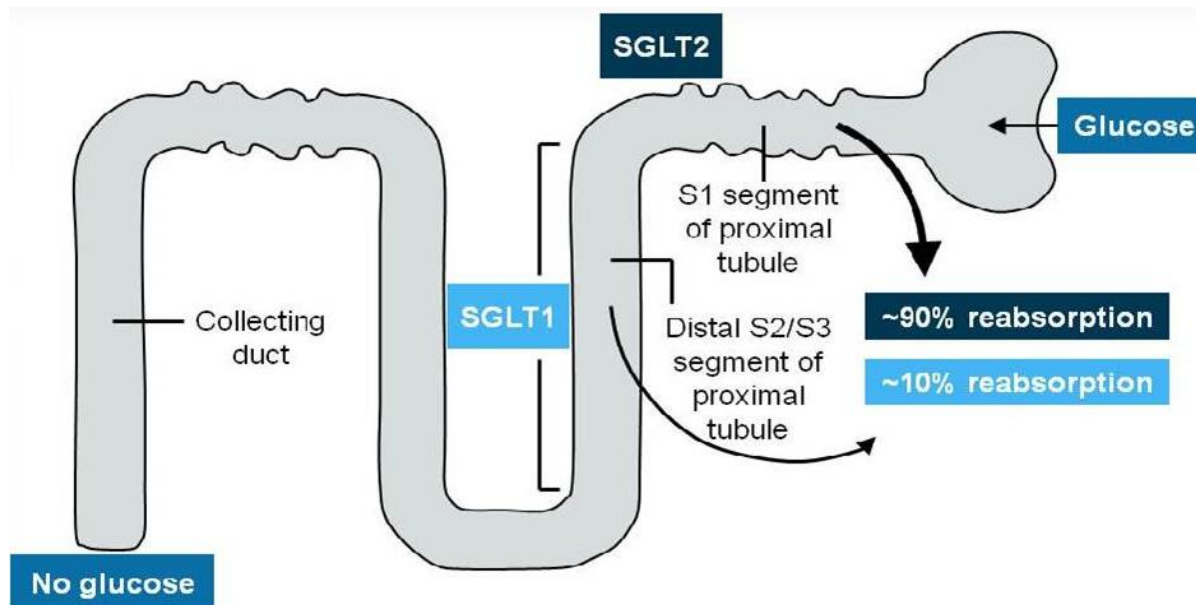 SGLT2
Glucose
S1 segment
of proximal
tubule
SGLT1
Collecting
duct
Distal S2/S3
segment of
proximal
tubule
~90% reabsorption
~10% reabsorption
No glucose